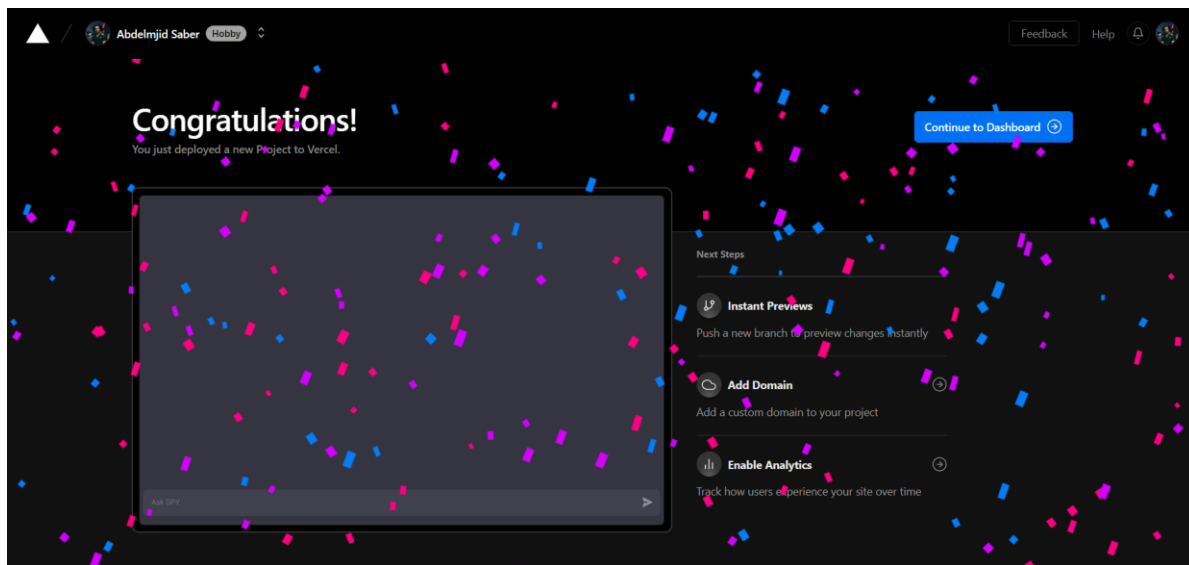 Abdelmjid Saber Hobby
Feedback Help
Congratulations!
You just deployed a new Project to Vercel.
Continue to Dashboard
Next Steps
Instant Previews
Push a new branch to preview changes instantly
Add Domain
Add a custom domain to your project
Enable Analytics
Track how users experience your site over time
Ask GPY